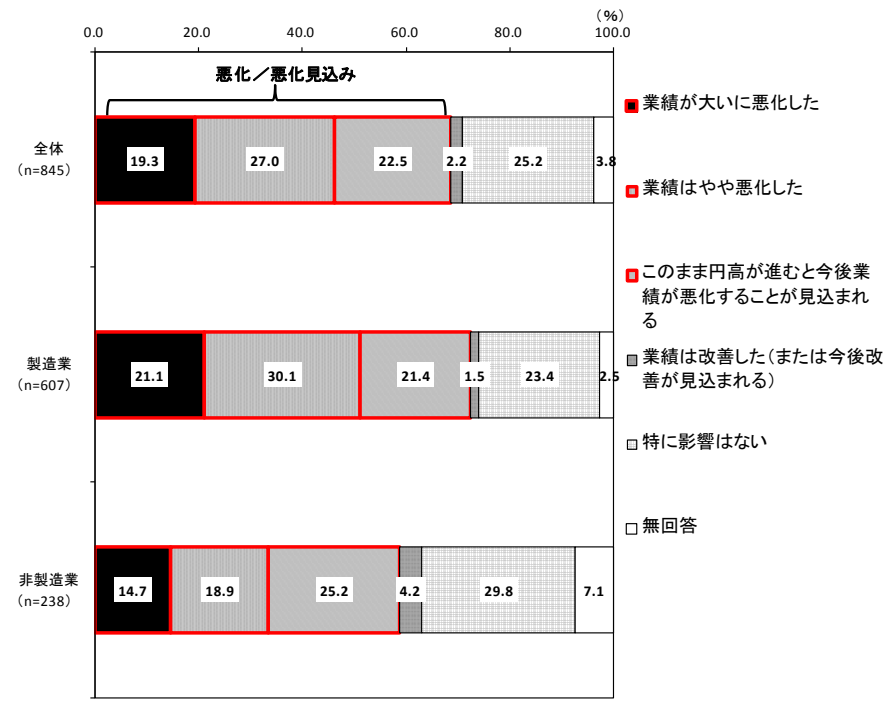 （％）
0.0 20.0 40.0 60.0 80.0 100.0
悪化／悪化見込み
全体
（n=845）
19.3 27.0 22.5 2.2 25.2 3.8
製造業
（n=607）
21.1 30.1 21.4 1.5 23.4 2.5
非製造業
（n=238）
14.7 18.9 25.2 4.2 29.8 7.1
業績が大いに悪化した
業績はやや悪化した
このまま円高が進むと今後業
績が悪化することが見込まれ
る
業績は改善した（または今後改
善が見込まれる）
特に影響はない
無回答